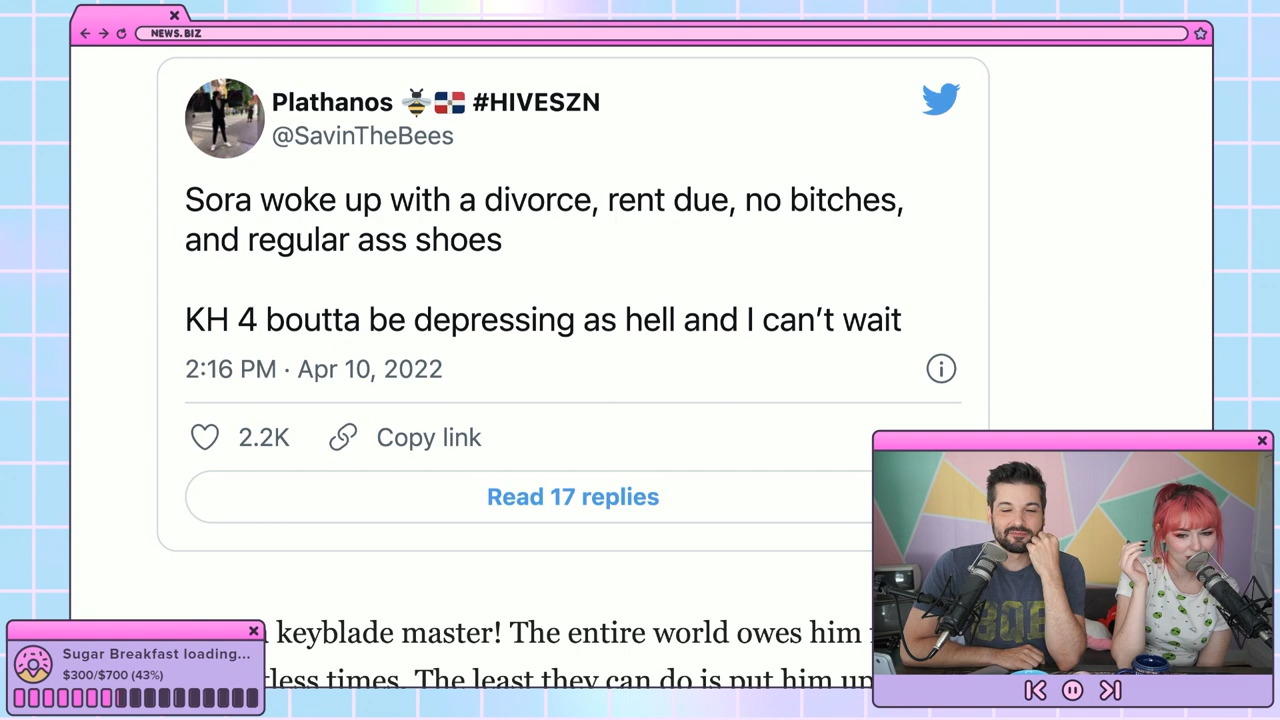 NEWS.BIZ
Plathanos 🐝🇩🇴 #HIVESZN
@SavinTheBees
Sora woke up with a divorce, rent due, no bitches,
and regular ass shoes
KH 4 boutta be depressing as hell and I can’t wait
2:16 PM · Apr 10, 2022
2.2K Copy link
Read 17 replies
keyblade master! The entire world owes him
times. The least they can do is put him up
Sugar Breakfast loading...
$300/$700 (43%)